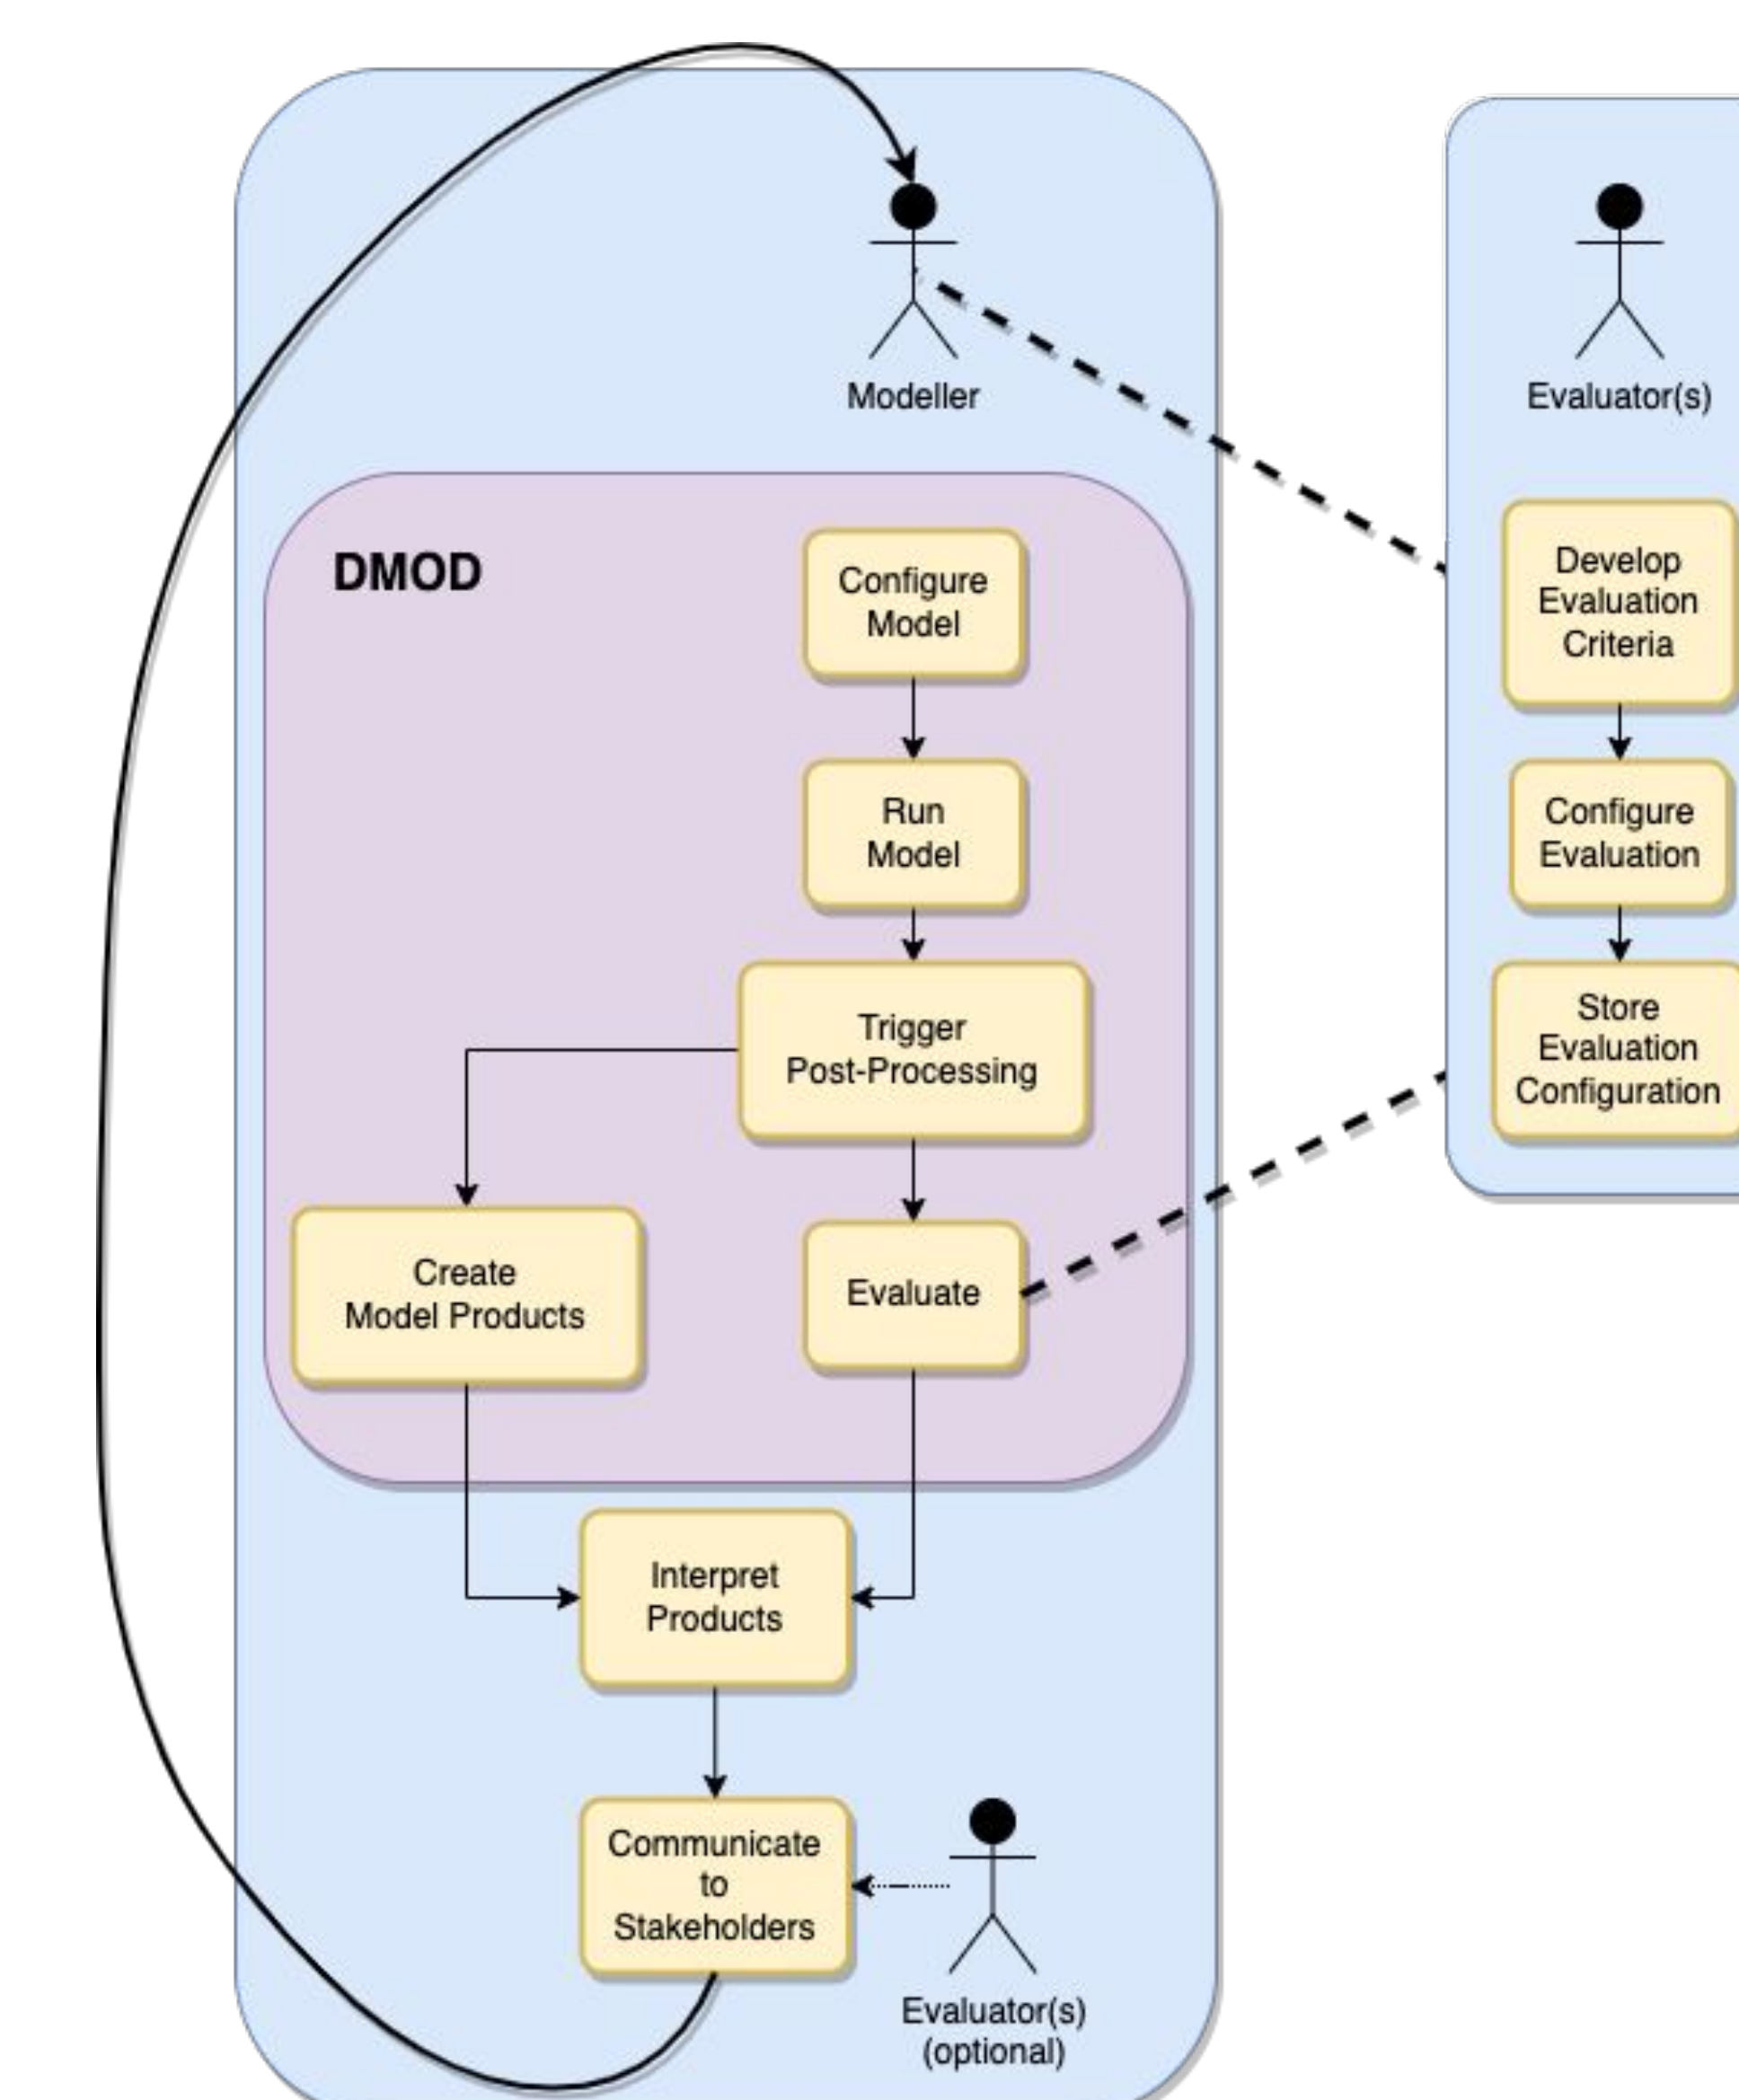 Modeller
DMOD
Configure
Model
Run
Model
Trigger
Post-Processing
Create
Model Products
Evaluate
Interpret
Products
Communicate
to
Stakeholders
Evaluator(s)
(optional)
Evaluator(s)
Develop
Evaluation
Criteria
Configure
Evaluation
Store
Evaluation
Configuration